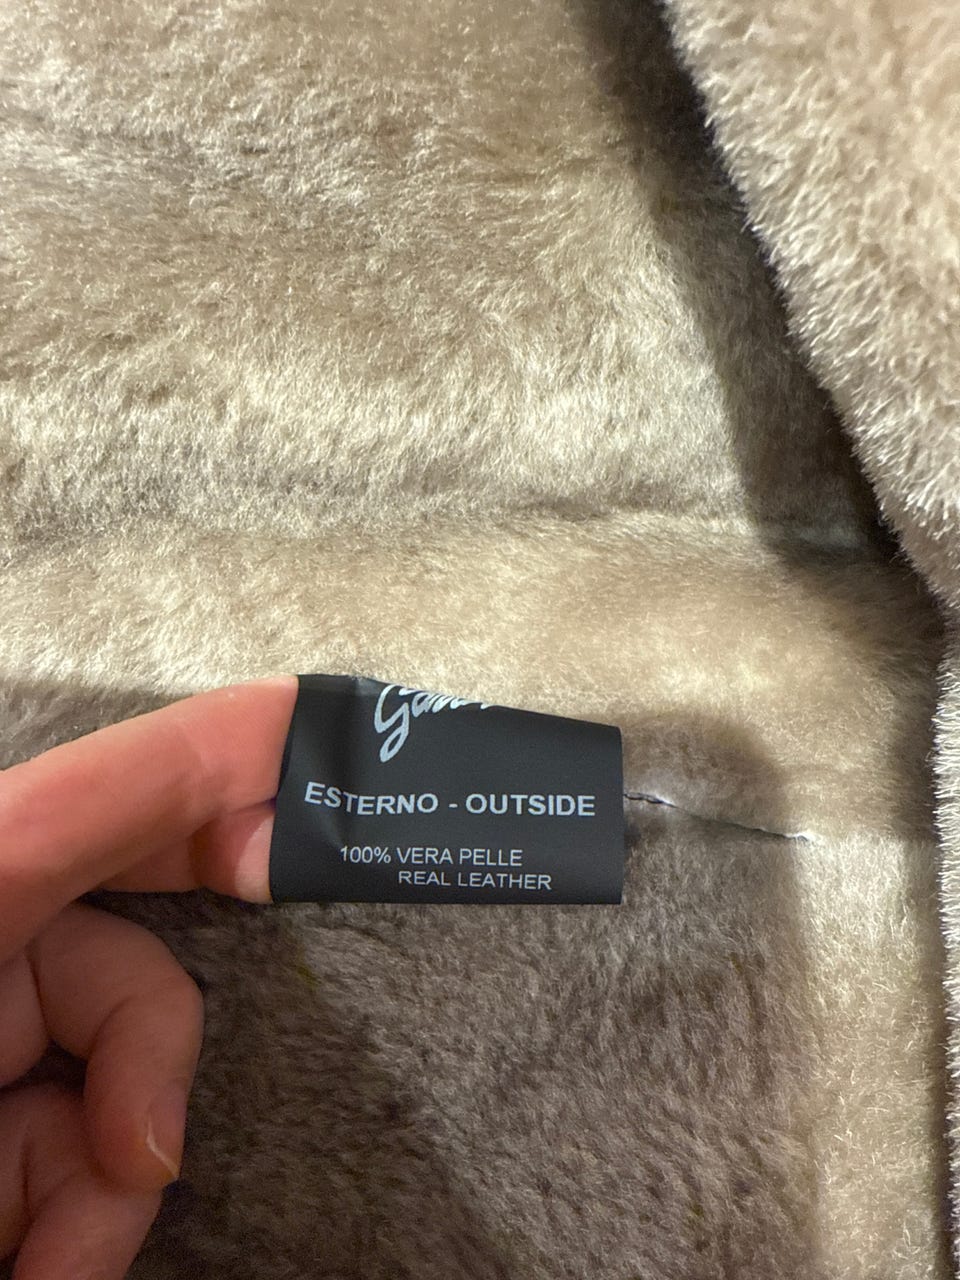 ESTERNO - OUTSIDE
100% VERA PELLE
REAL LEATHER